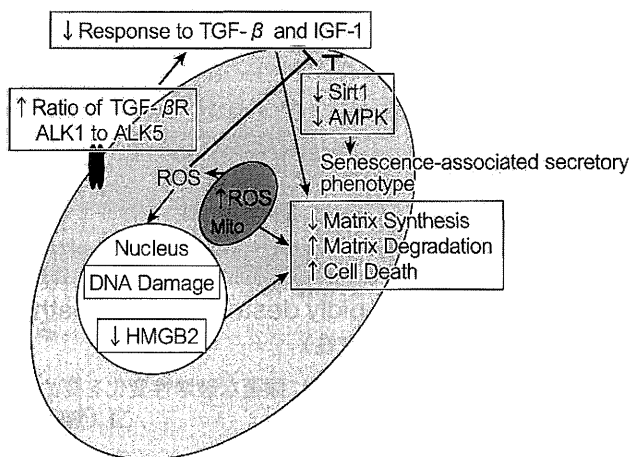 ↓ Response to TGF-β and IGF-1
↑ Ratio of TGF-βR
ALK1 to ALK5
↓ Sirt1
↓ AMPK
Senescence-associated secretory
phenotype
ROS
↑ROS
Mito
↓ Matrix Synthesis
↑ Matrix Degradation
↑ Cell Death
Nucleus
DNA Damage
↓ HMGB2